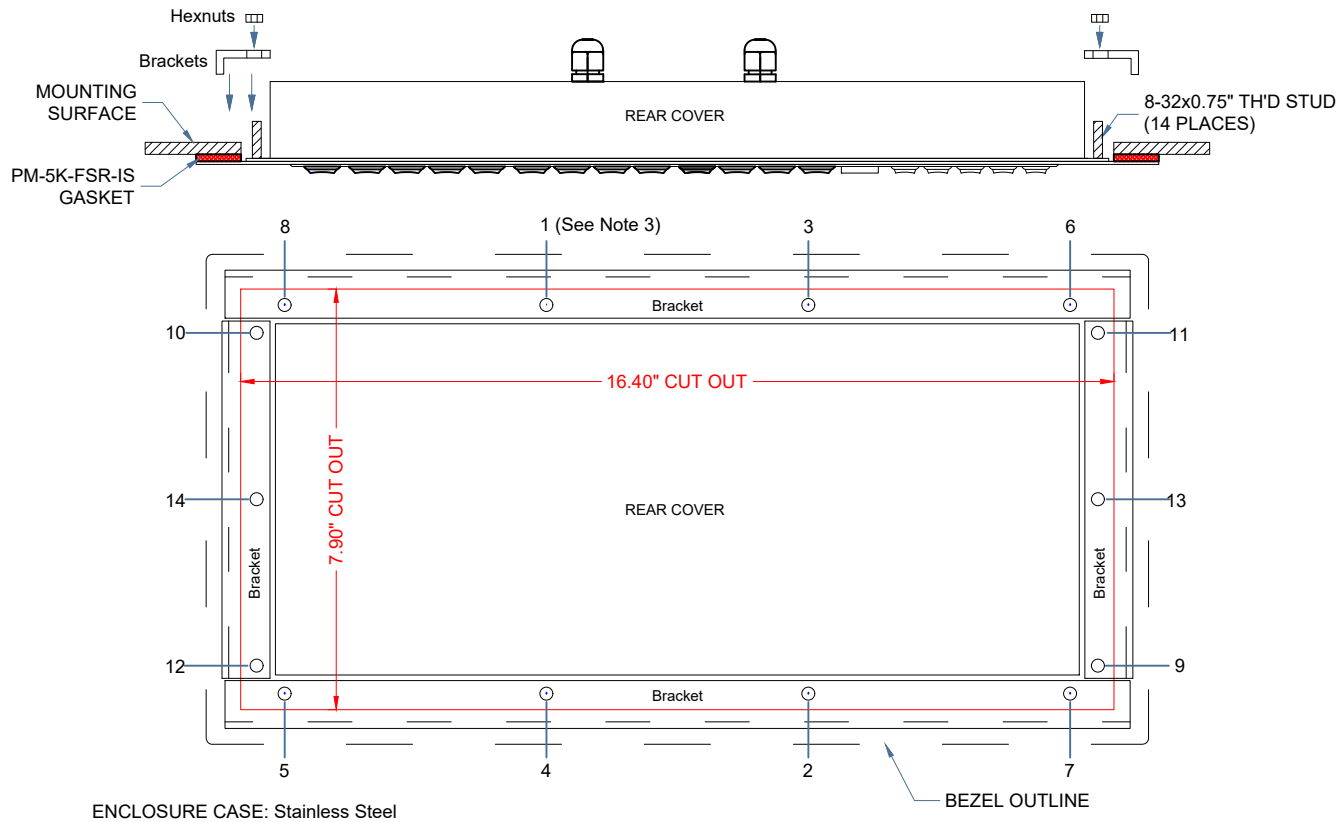 Hexnuts
Brackets
MOUNTING
SURFACE
REAR COVER
8-32x0.75" TH'D STUD
(14 PLACES)
PM-5K-FSR-IS
GASKET
8
1 (See Note 3)
3
6
Bracket
10
11
16.40" CUT OUT
7.90" CUT OUT
14
REAR COVER
13
Bracket
Bracket
12
9
Bracket
5
4
2
7
BEZEL OUTLINE
ENCLOSURE CASE: Stainless Steel